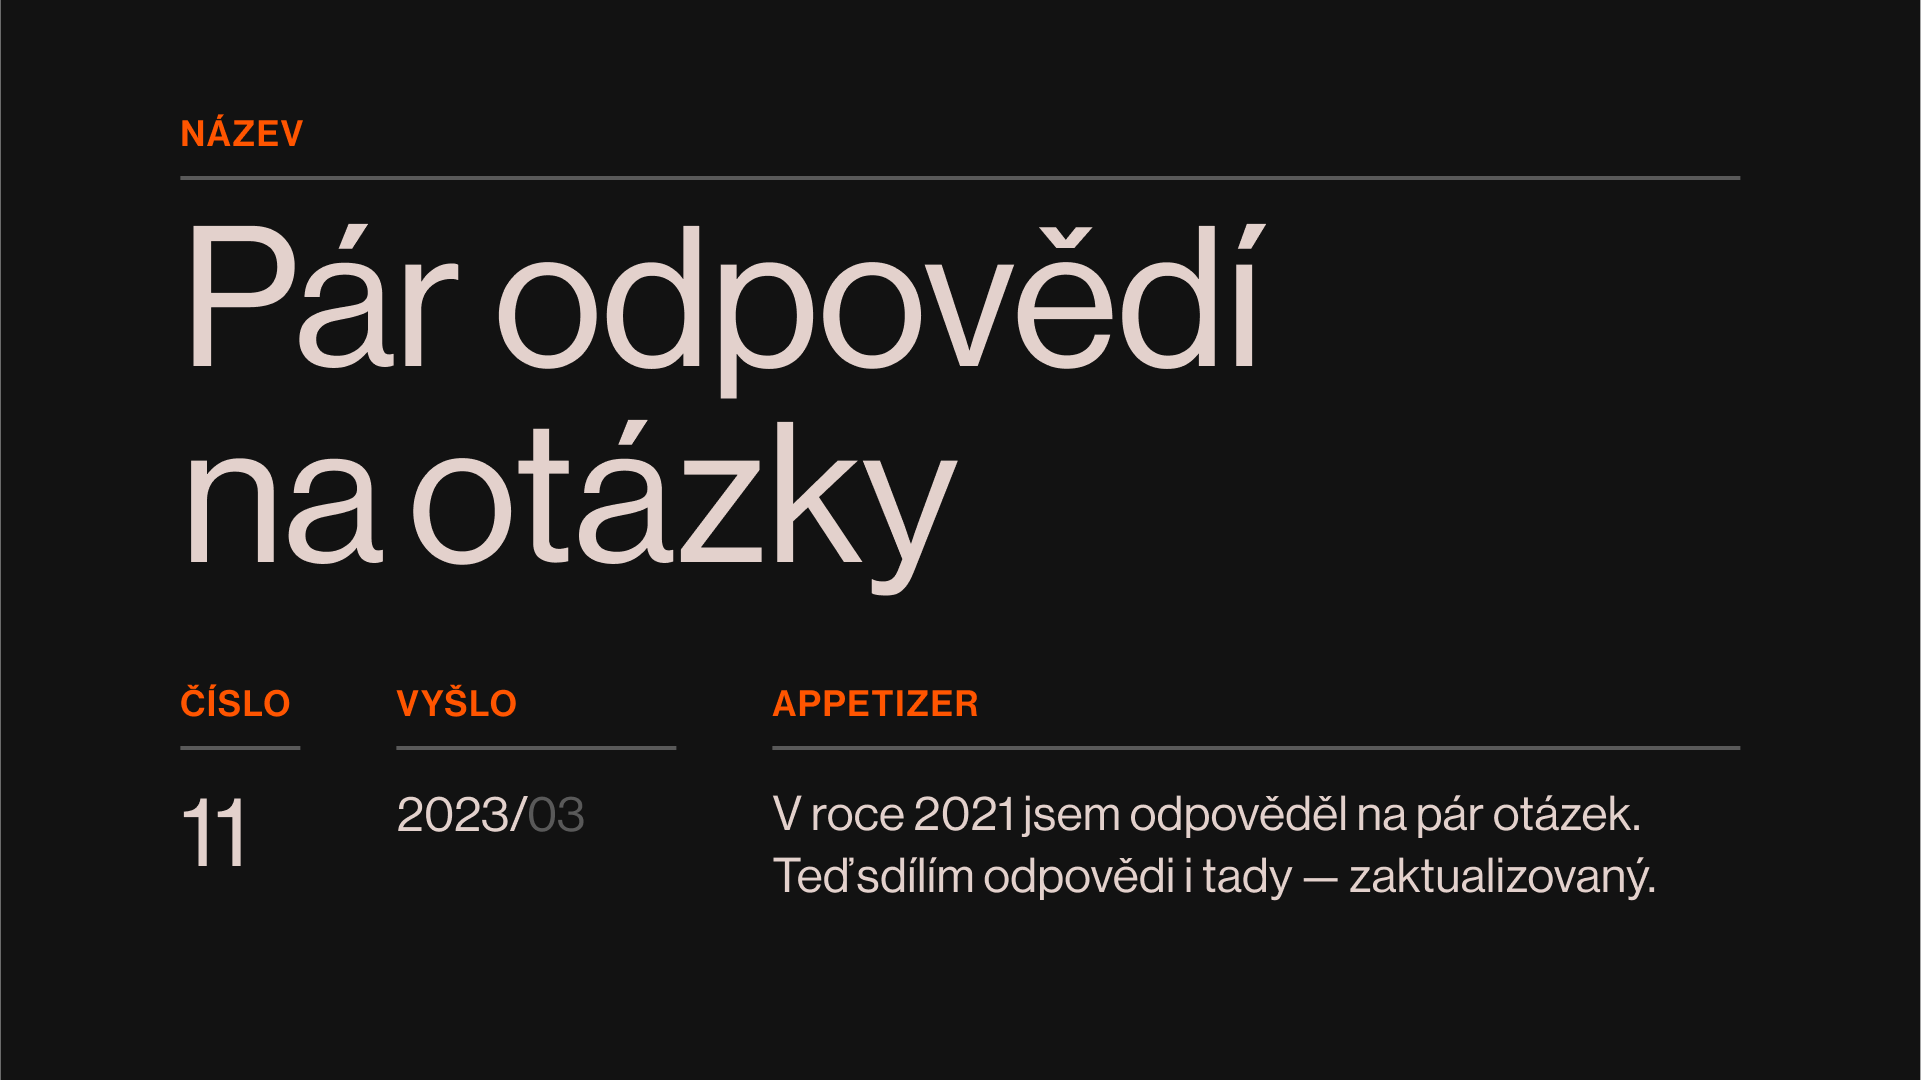 NÁZEV
Pár odpovědí
na otázky
ČÍSLO
VYŠLO
APPETIZER
11
2023/03
V roce 2021 jsem odpověděl na pár otázek.
Teď sdílím odpovědi i tady — zaktualizovaný.